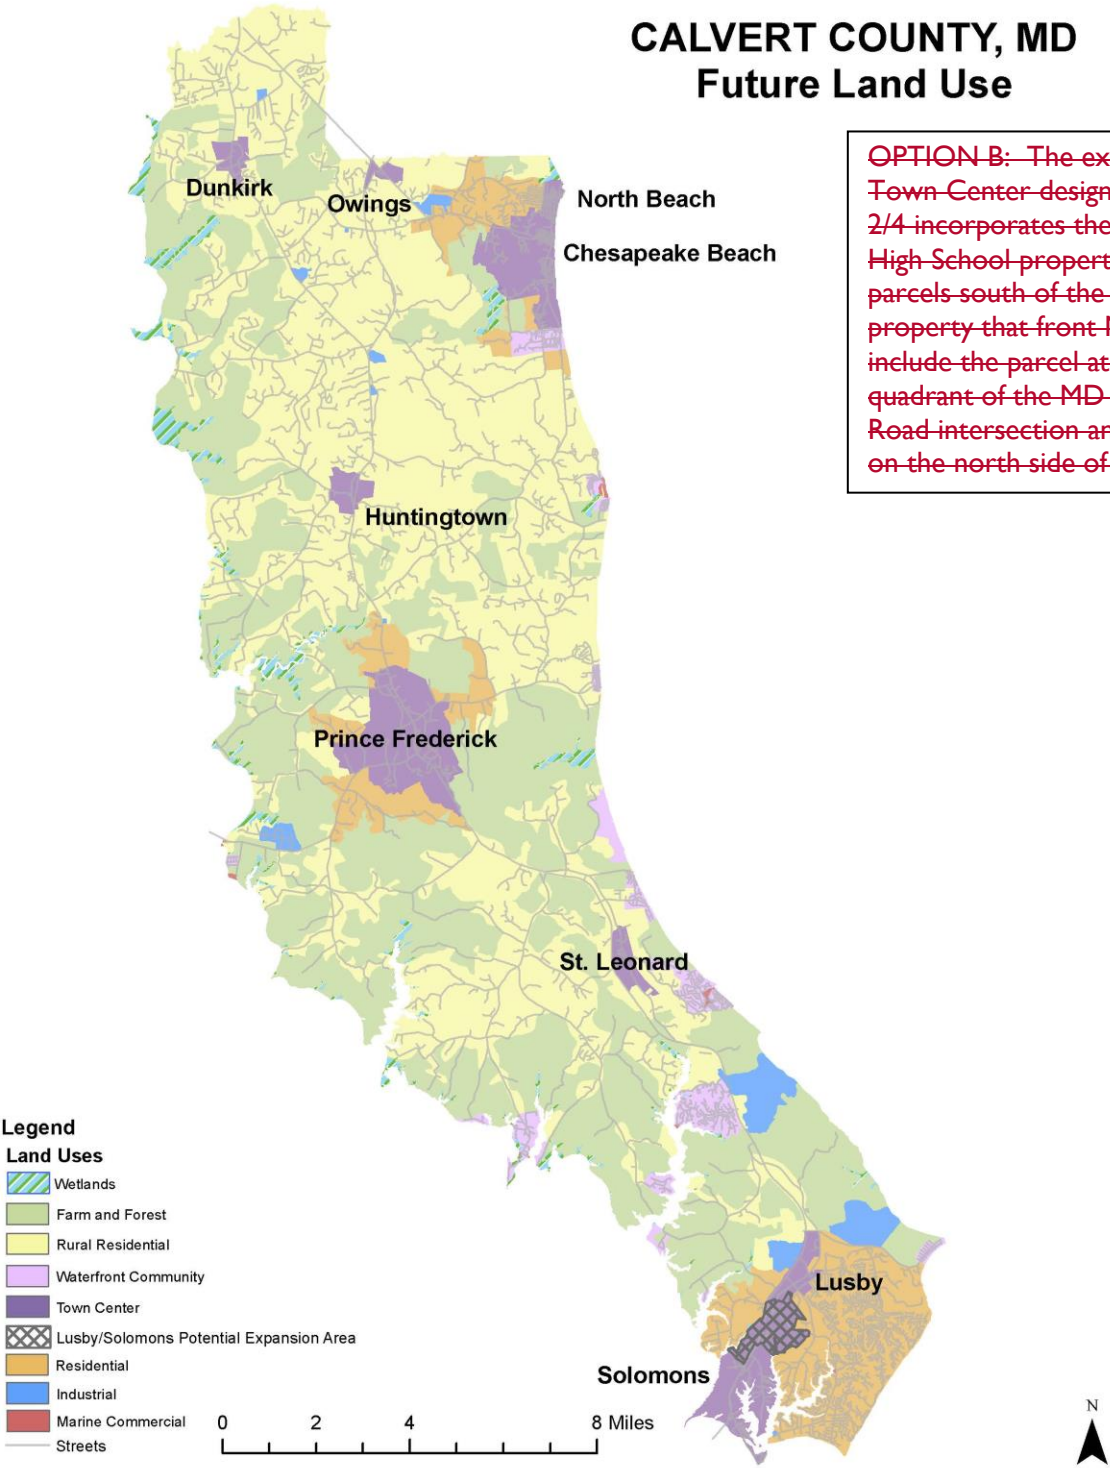 CALVERT COUNTY, MD
Future Land Use
OPTION B: The ex
Town Center design
2/4 incorporates the
High School propert
parcels south of the
property that front
include the parcel at
quadrant of the MD
Road intersection an
on the north side of
Dunkirk
Owings
North Beach
Chesapeake Beach
Huntingtown
Prince Frederick
St. Leonard
Lusby
Solomons
Legend
Land Uses
Wetlands
Farm and Forest
Rural Residential
Waterfront Community
Town Center
Lusby/Solomons Potential Expansion Area
Residential
Industrial
Marine Commercial
Streets
0 2 4 8 Miles
N